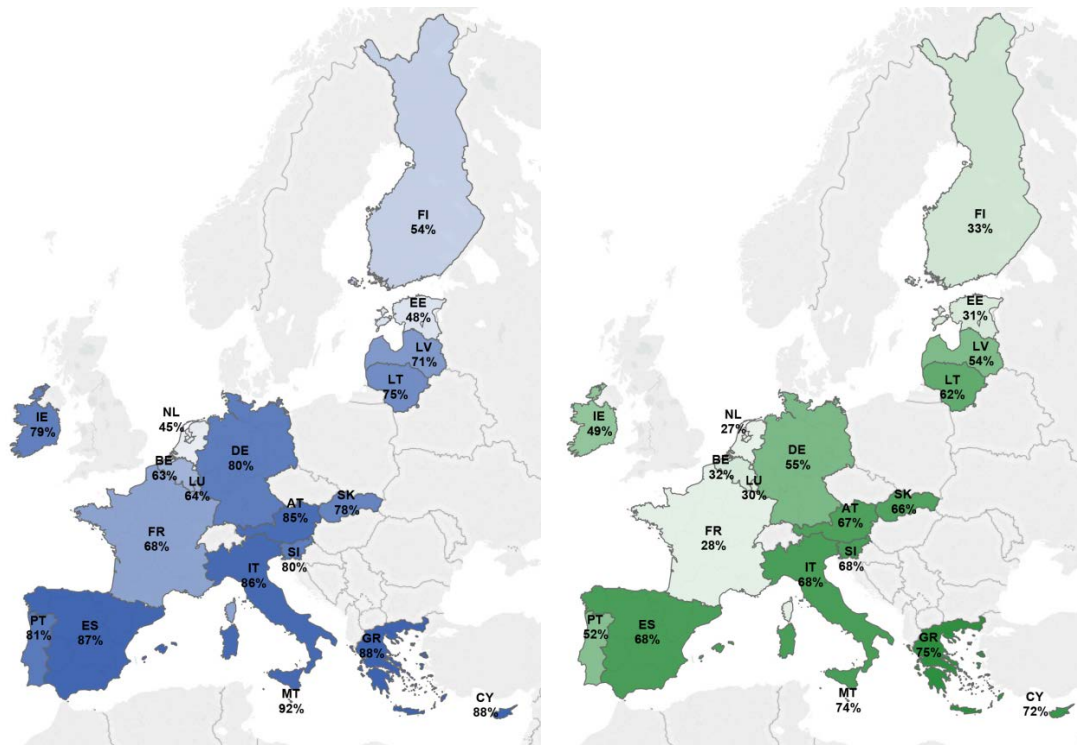 FI
54%
EE
48%
LV
71%
LT
75%
IE
79%
NL
45%
DE
80%
BE
63%
LU
64%
SK
78%
AT
85%
FR
68%
SI
80%
IT
86%
PT
81%
ES
87%
GR
88%
MT
92%
CY
88%
FI
33%
EE
31%
LV
54%
LT
62%
IE
49%
NL
27%
DE
55%
BE
32%
LU
30%
SK
66%
AT
67%
FR
28%
SI
68%
IT
68%
PT
52%
ES
68%
GR
75%
MT
74%
CY
72%